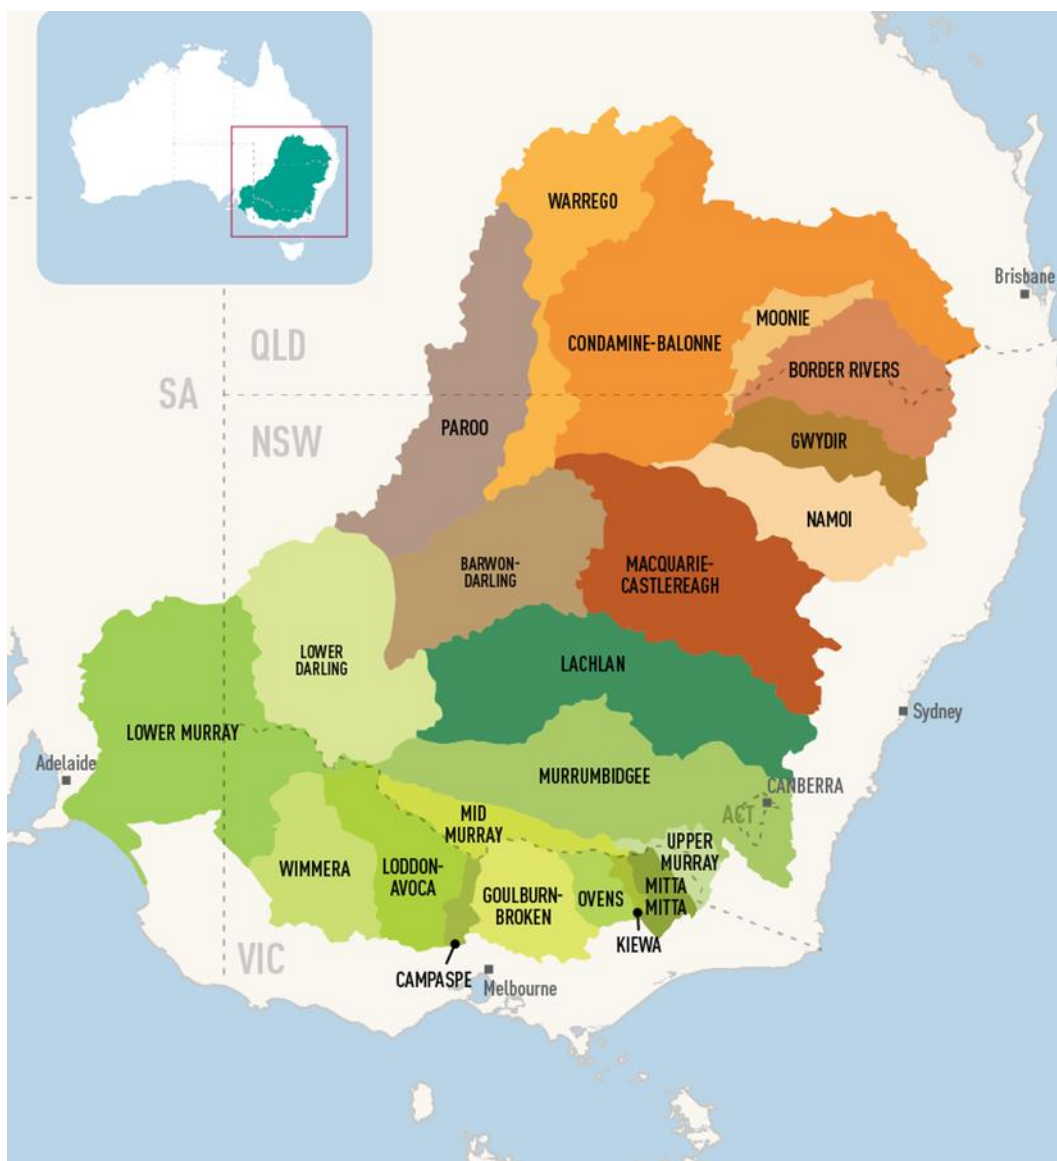 WARREGO
Brisbane
MOONIE
QLD
CONDAMINE-BALONNE
BORDER RIVERS
SA
PAROO
NSW
GWYDIR
NAMOI
BARWON-
DARLING
MACQUARIE-
CASTLEREAGH
LOWER
DARLING
LACHLAN
Sydney
LOWER MURRAY
Adelaide
MURRUMBIDGEE
CANBERRA
ACT
MID
MURRAY
UPPER
MURRAY
WIMMERA
LODDON-
AVOCA
GOULBURN-
BROKEN
OVENS
MITTA
MITTA
KIEWA
VIC
CAMPASPE
Melbourne